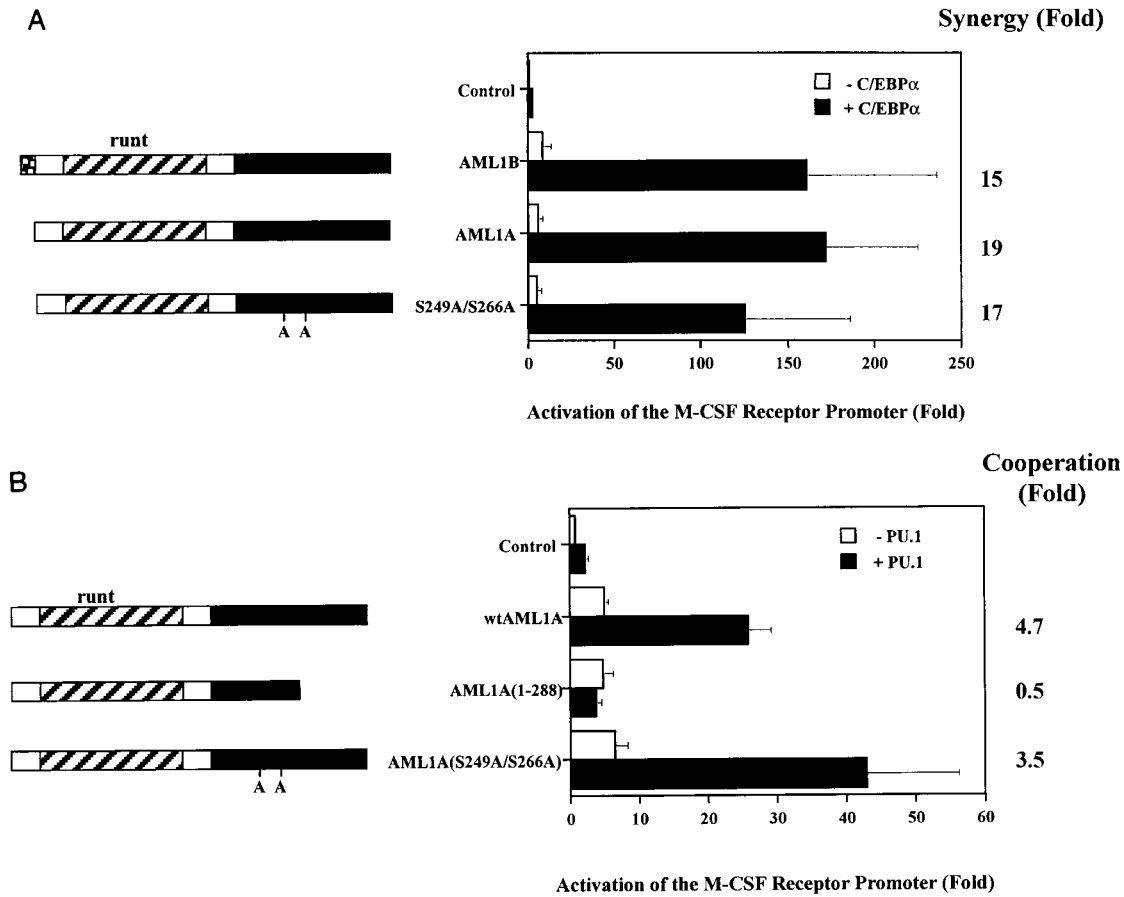 A
Synergy (Fold)
Control
- C/EBPα
+ C/EBPα
runt
AML1B
15
AML1A
19
S249A/S266A
17
A A
0 50 100 150 200 250
Activation of the M-CSF Receptor Promoter (Fold)
B
Cooperation
(Fold)
Control
- PU.1
+ PU.1
runt
wtAML1A
4.7
AML1A(1-288)
0.5
AML1A(S249A/S266A)
3.5
A A
0 10 20 30 40 50 60
Activation of the M-CSF Receptor Promoter (Fold)